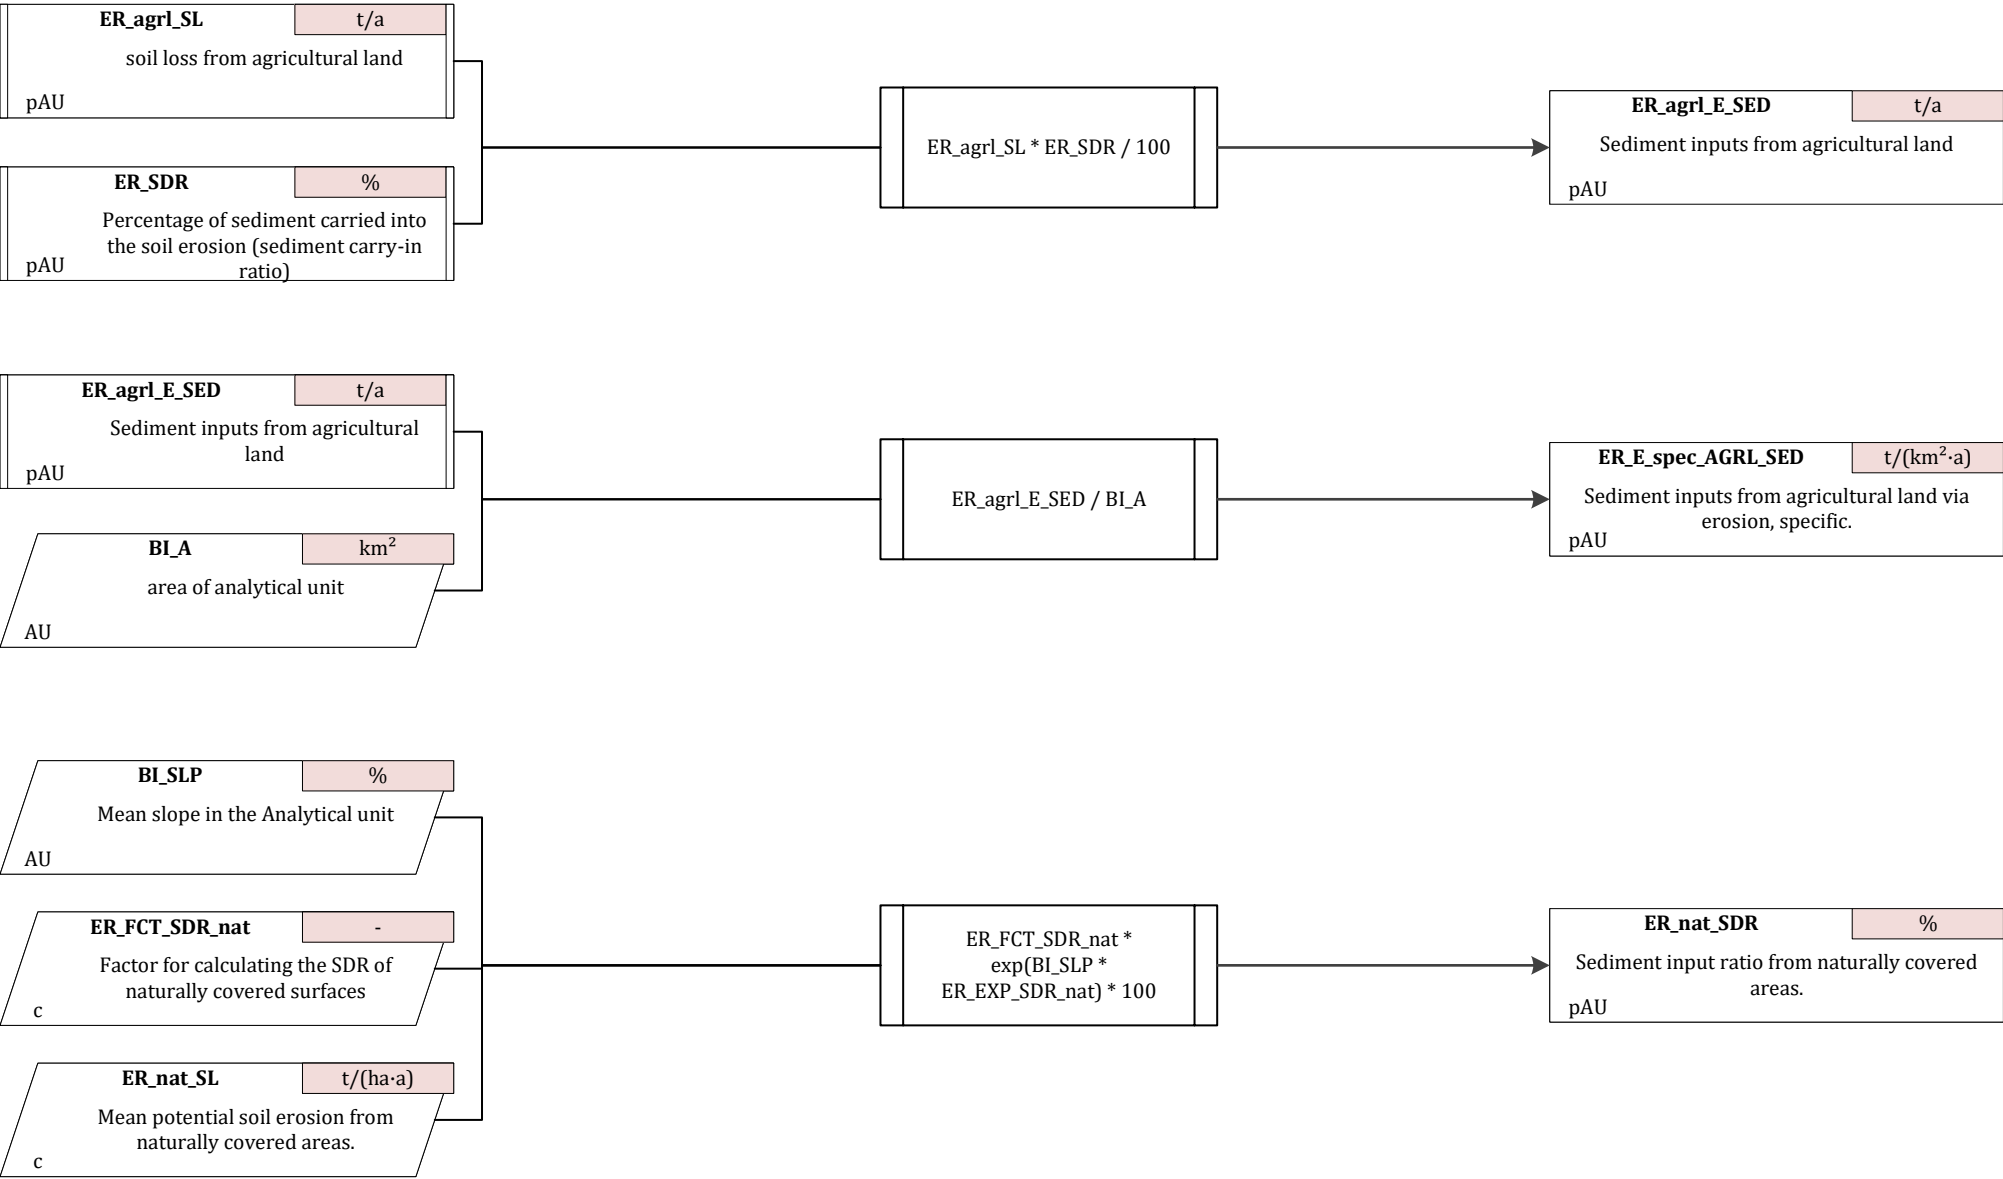 ER_agrl_SL t/a
soil loss from agricultural land
pAU
ER_SDR %
Percentage of sediment carried into
the soil erosion (sediment carry-in
ratio)
pAU
ER_agrl_SL * ER_SDR / 100
ER_agrl_E_SED t/a
Sediment inputs from agricultural land
pAU
ER_agrl_E_SED t/a
Sediment inputs from agricultural
land
pAU
BI_A km²
area of analytical unit
AU
ER_agrl_E_SED / BI_A
ER_E_spec_AGRL_SED t/(km²·a)
Sediment inputs from agricultural land via
erosion, specific.
pAU
BI_SLP %
Mean slope in the Analytical unit
AU
ER_FCT_SDR_nat -
Factor for calculating the SDR of
naturally covered surfaces
c
ER_nat_SL t/(ha·a)
Mean potential soil erosion from
naturally covered areas.
c
ER_FCT_SDR_nat *
exp(BI_SLP *
ER_EXP_SDR_nat) * 100
ER_nat_SDR %
Sediment input ratio from naturally covered
areas.
pAU